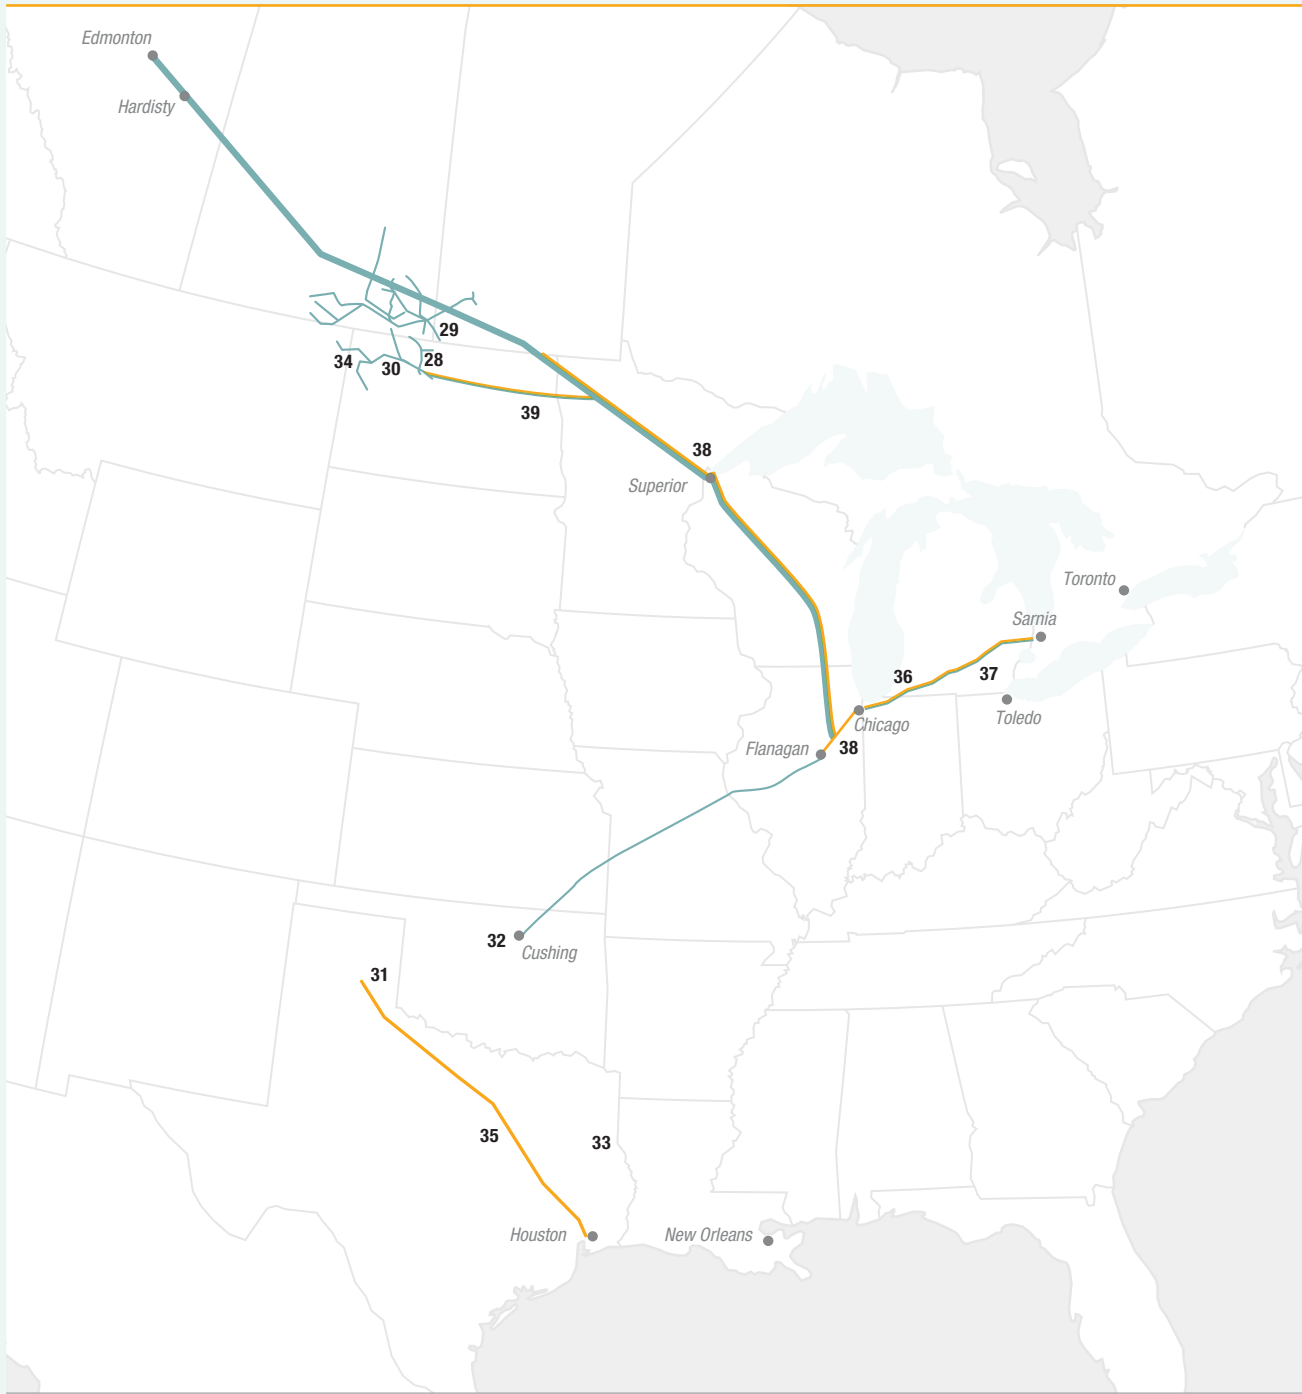 Edmonton
Hardisty
29
34
30
28
39
38
Superior
Toronto
Sarnia
36
37
Toledo
Chicago
Flanagan
38
32
Cushing
31
35
33
Houston
New Orleans